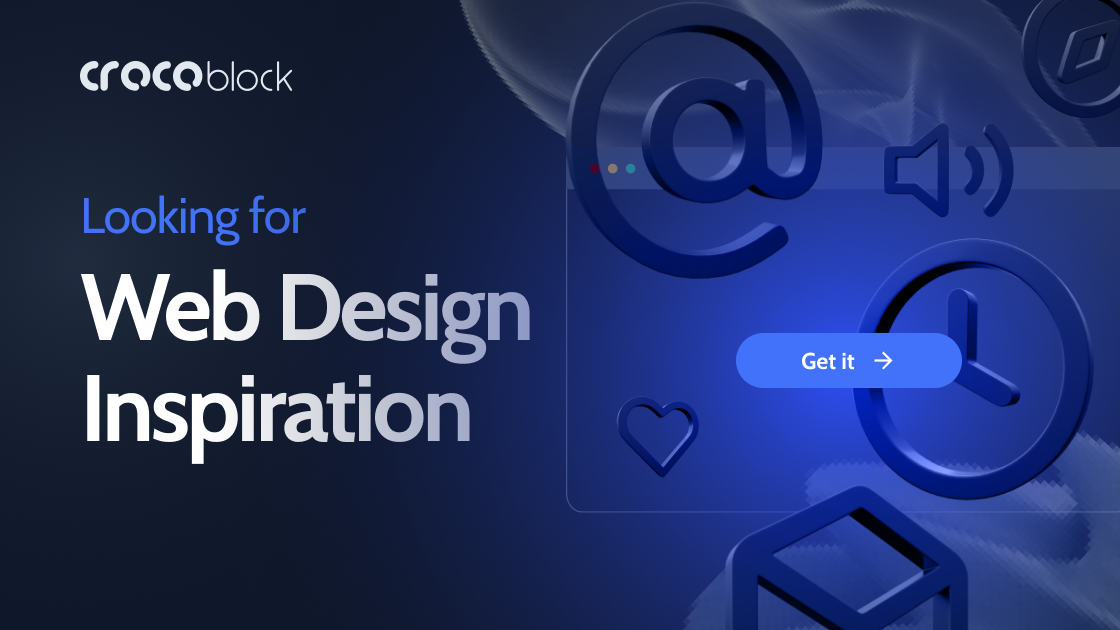 crocoblock
Looking for
Web Design
Inspiration
@
Get it →